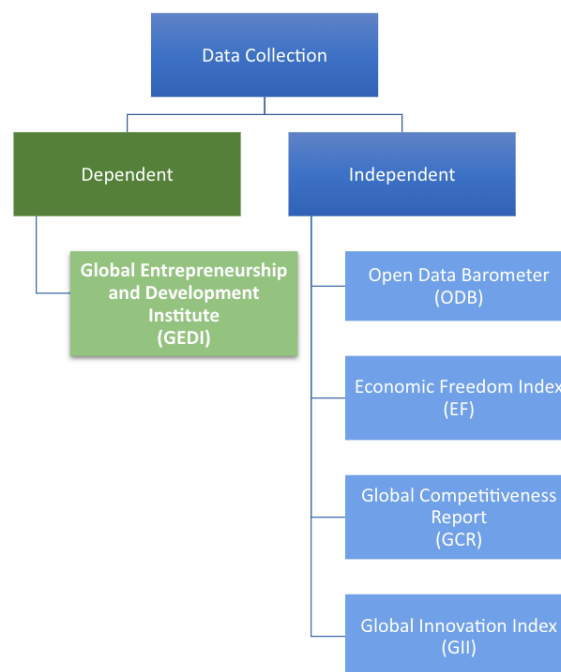 Data Collection
Dependent
Independent
Global Entrepreneurship
and Development
Institute
(GEDI)
Open Data Barometer
(ODB)
Economic Freedom Index
(EF)
Global Competitiveness
Report
(GCR)
Global Innovation Index
(GII)